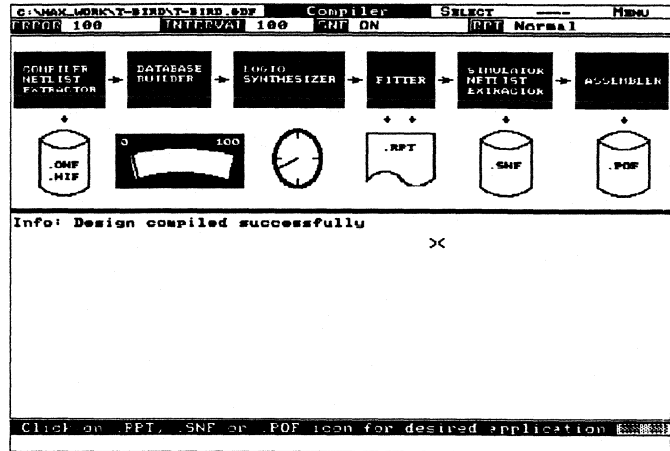 C:\MAX_WORK\T-BIRD\T-BIRD.GDF Compiler SELECT ---- MENU
ERROR 100 INTERVAL 100 SNF ON RPT Normal
COMPILER NETLIST EXTRACTOR
DATABASE BUILDER
LOGIC SYNTHESIZER
FITTER
SIMULATOR NETLIST EXTRACTOR
ASSEMBLER
.CNF
.HIF
0 100
.RPT
.SNF
.POF
Info: Design compiled successfully
Click on .RPT, .SNF or .POF icon for desired application